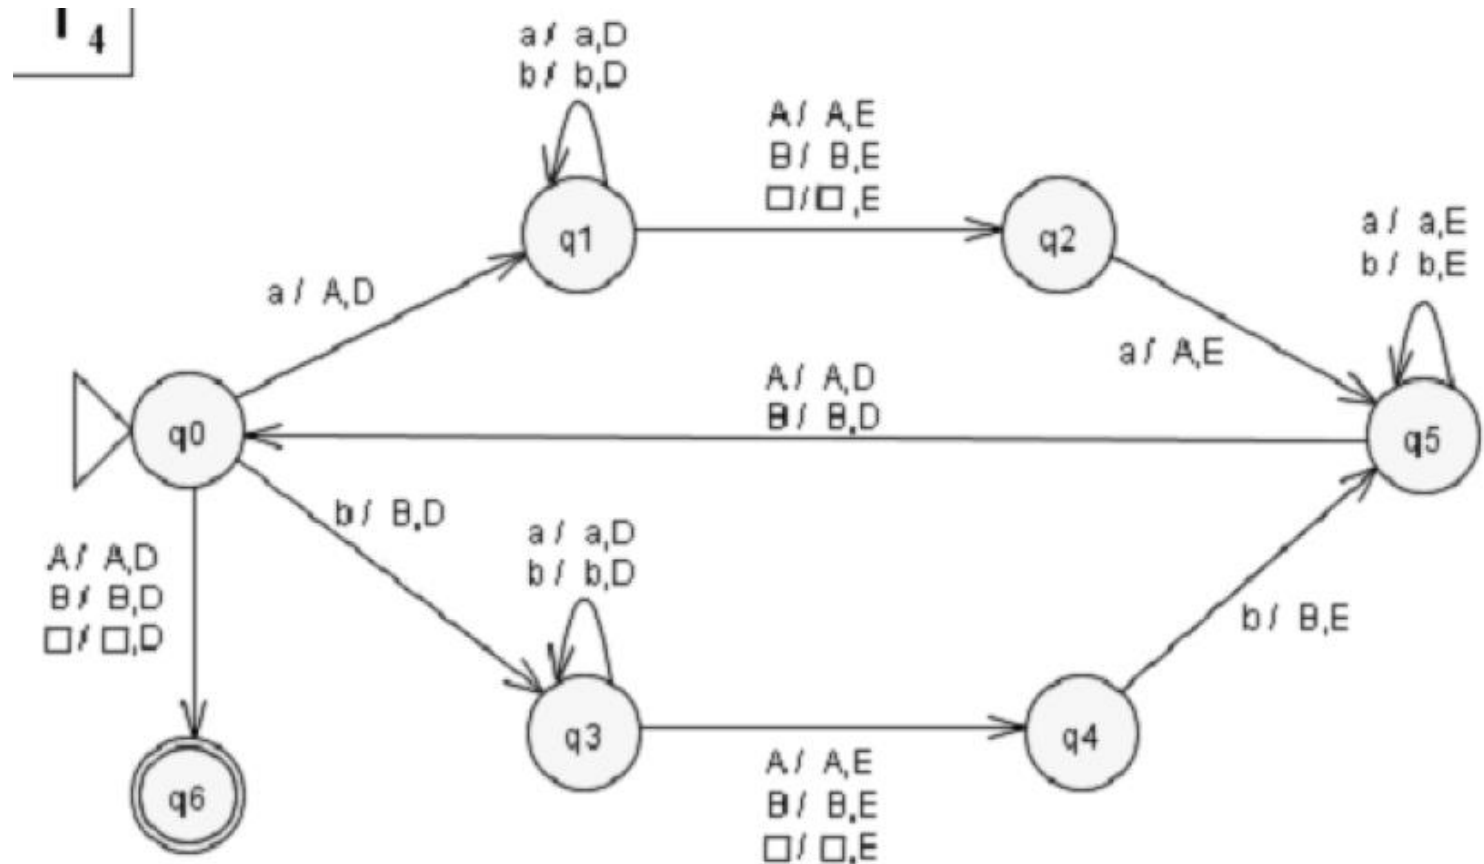 4
a / a,D
b / b,D
A / A,E
B / B,E
□ / □,E
q1
q2
a / a,E
b / b,E
a / A,D
a / A,E
A / A,D
B / B,D
q0
q5
b / B,D
a / a,D
b / b,D
A / A,D
B / B,D
□ / □,D
b / B,E
q3
q4
q6
A / A,E
B / B,E
□ / □,E